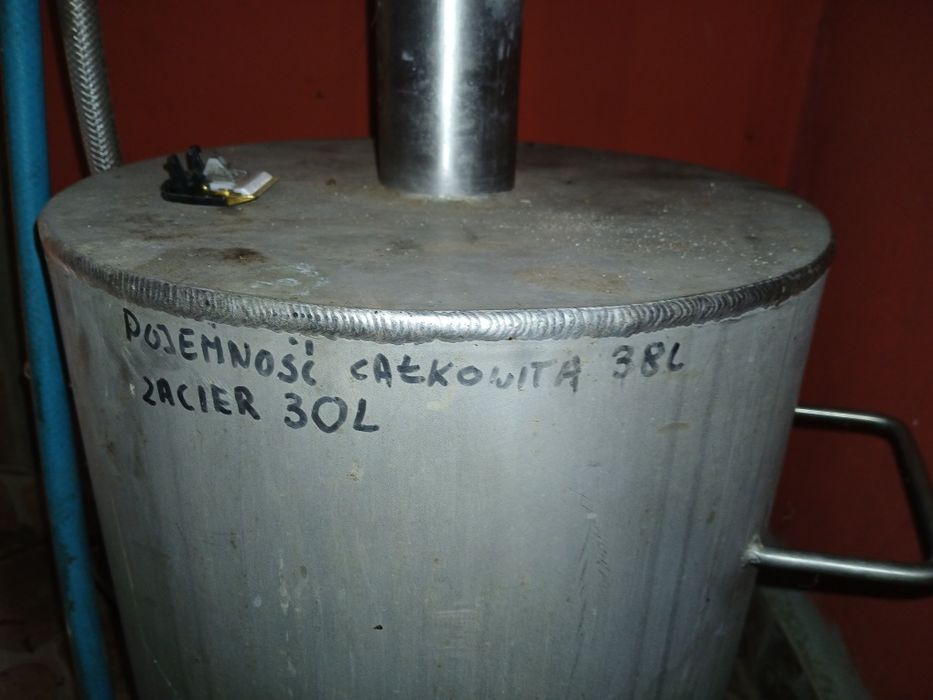 POJEMNOŚĆ CAŁKOWITA 38L
ZACIER 30L